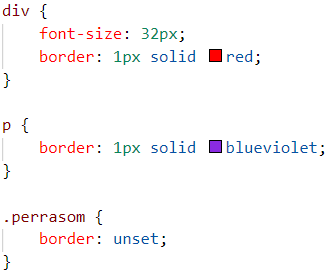 div {
    font-size: 32px;
    border: 1px solid red;
}

p {
    border: 1px solid blueviolet;
}

.perrasom {
    border: unset;
}